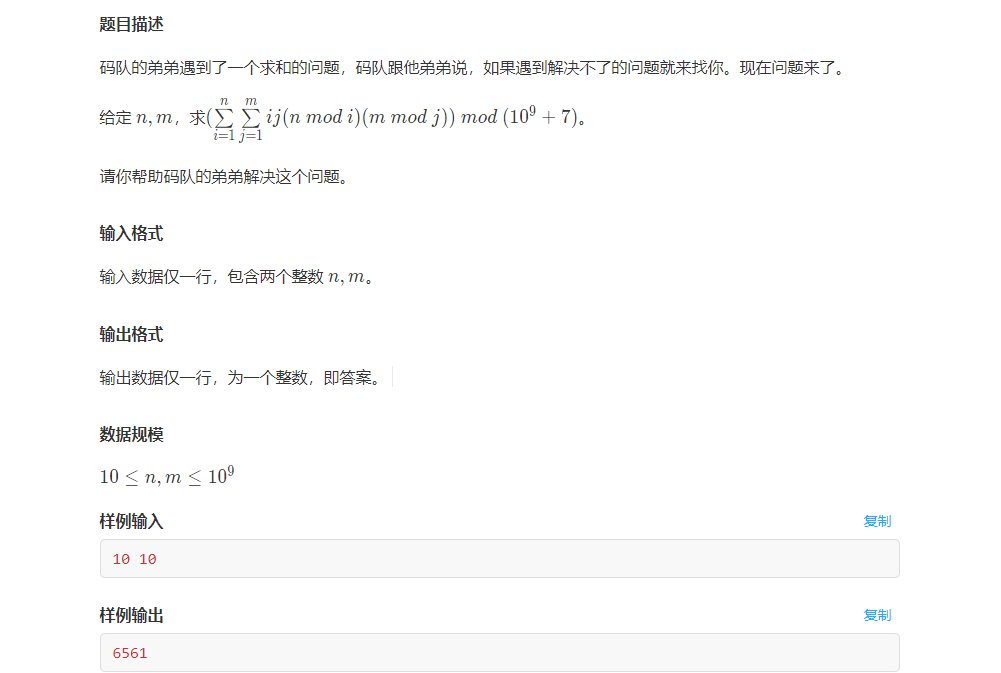 题目描述
码队的弟弟遇到了一个求和的问题，码队跟他弟弟说，如果遇到解决不了的问题就来找你。现在问题来了。
给定 n, m，求(∑_{i=1}^{n} ∑_{j=1}^{m} ij(n mod i)(m mod j)) mod (10^9 + 7)。
请你帮助码队的弟弟解决这个问题。
输入格式
输入数据仅一行，包含两个整数 n, m。
输出格式
输出数据仅一行，为一个整数，即答案。
数据规模
10 ≤ n, m ≤ 10^9
样例输入 复制
10 10
样例输出 复制
6561